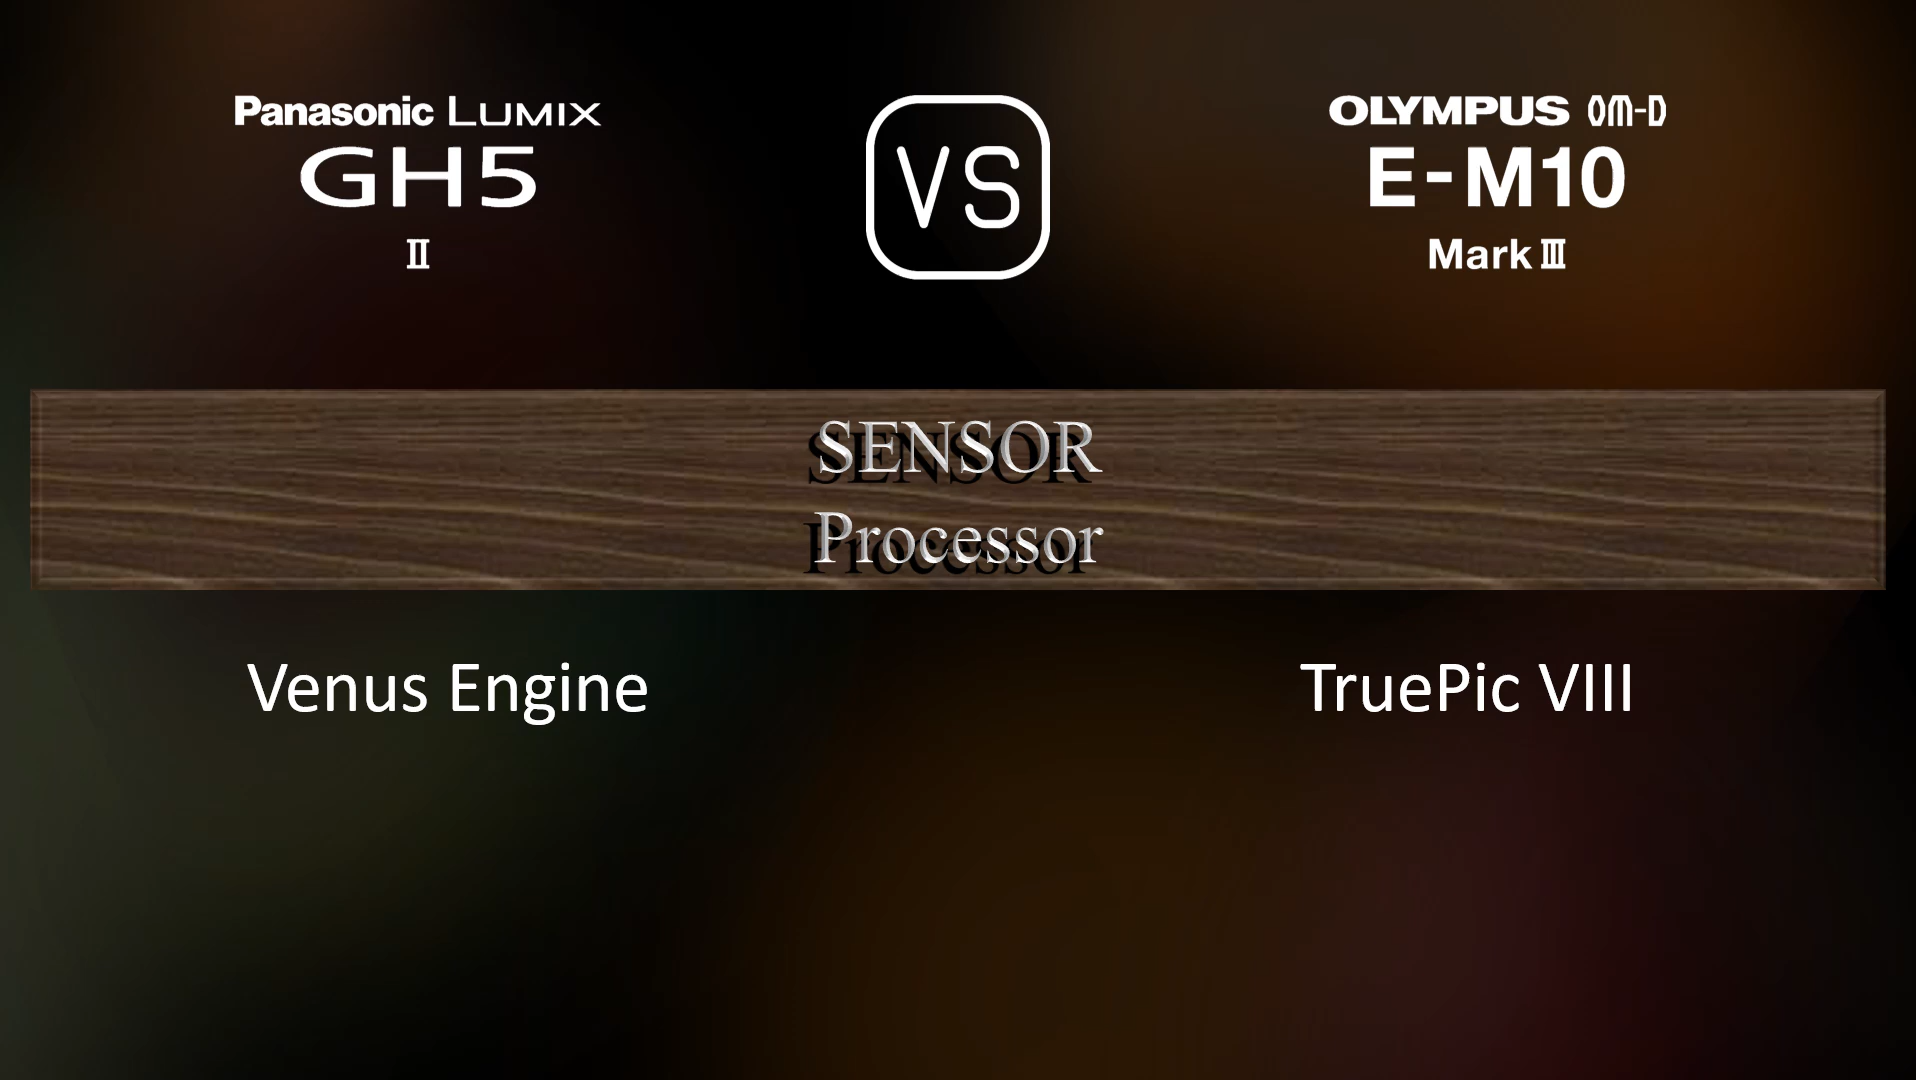 Panasonic LUMIX
GH5
II
VS
OLYMPUS OM-D
E-M10
Mark III
SENSOR
Processor
Venus Engine
TruePic VIII